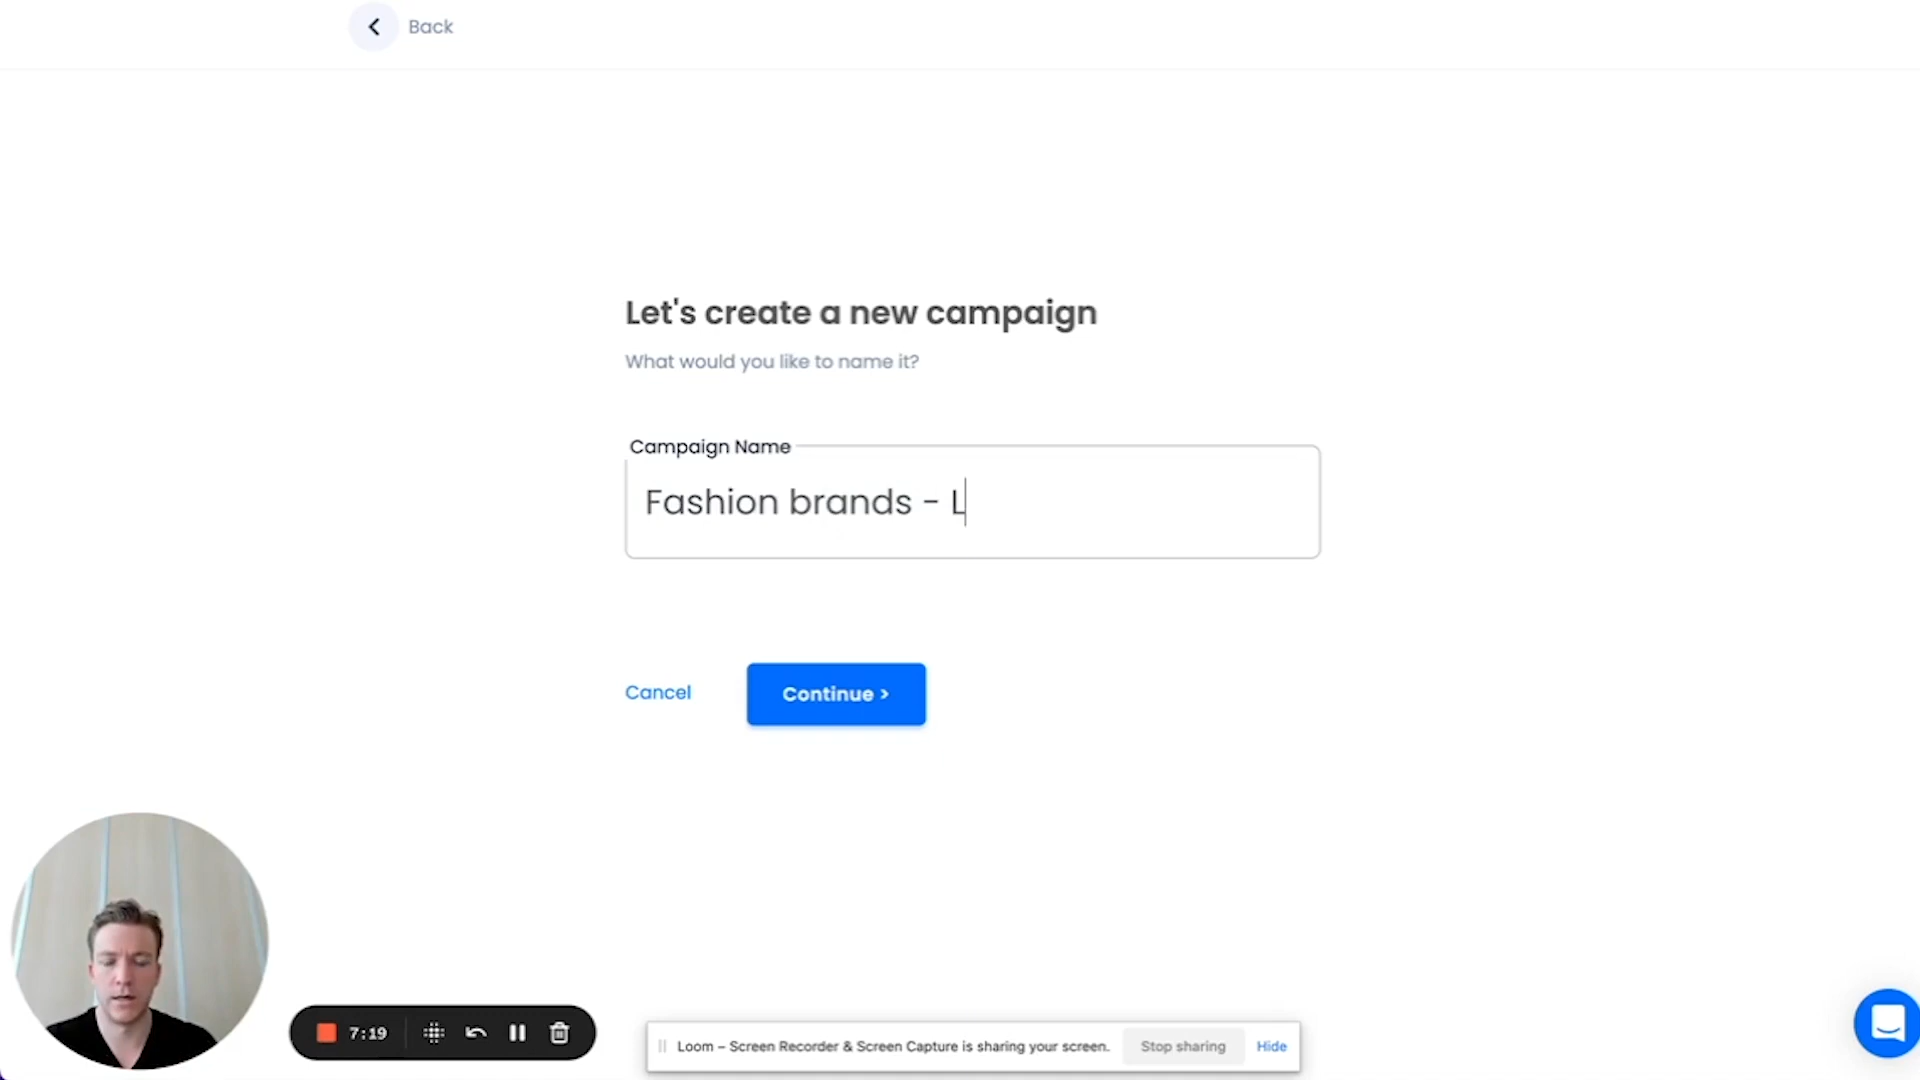 Back
Let's create a new campaign
What would you like to name it?
Campaign Name
Fashion brands - L
Cancel
Continue >
7:19
Loom – Screen Recorder & Screen Capture is sharing your screen.
Stop sharing
Hide